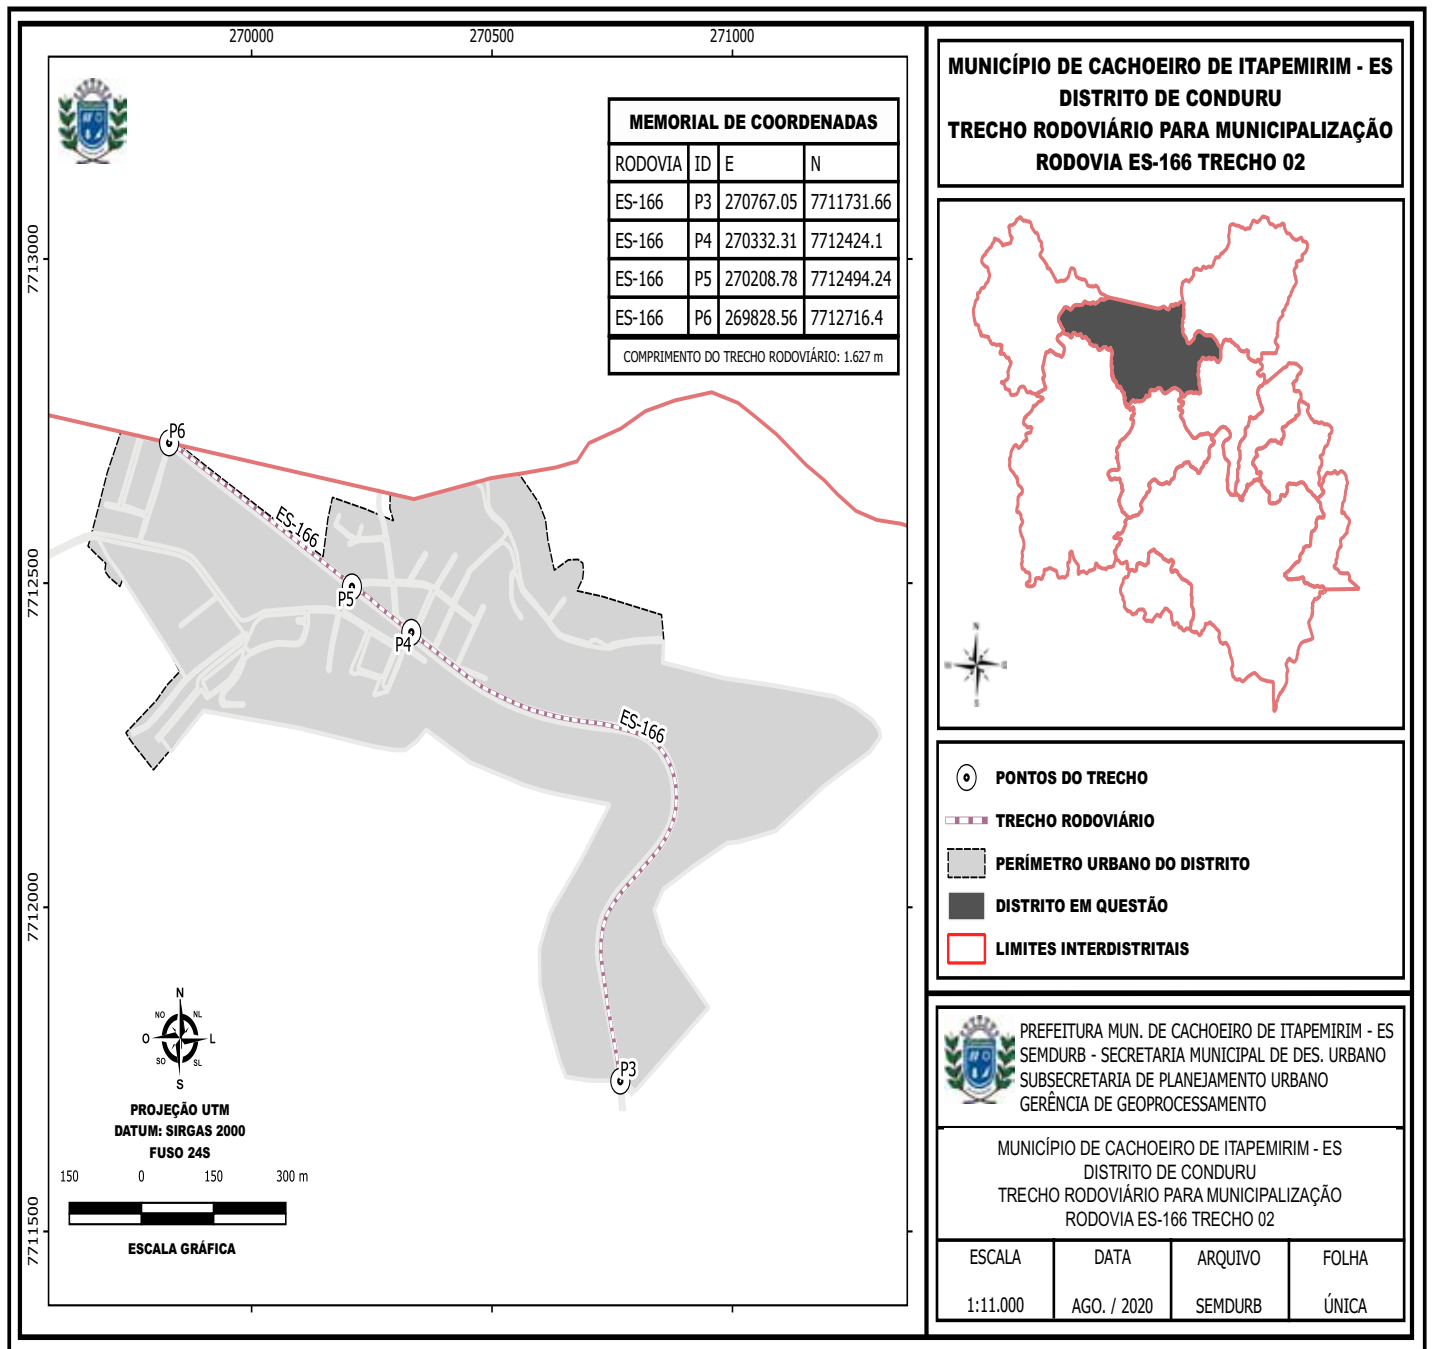 270000 270500 271000
7713000
7712500
7712000
7711500
MEMORIAL DE COORDENADAS
RODOVIA ID E N
ES-166 P3 270767.05 7711731.66
ES-166 P4 270332.31 7712424.1
ES-166 P5 270208.78 7712494.24
ES-166 P6 269828.56 7712716.4
COMPRIMENTO DO TRECHO RODOVIÁRIO: 1.627 m
P6
ES-166
P5
P4
ES-166
P3
N
NO NL
O L
SO SL
S
PROJEÇÃO UTM
DATUM: SIRGAS 2000
FUSO 24S
150 0 150 300 m
ESCALA GRÁFICA
MUNICÍPIO DE CACHOEIRO DE ITAPEMIRIM - ES
DISTRITO DE CONDURU
TRECHO RODOVIÁRIO PARA MUNICIPALIZAÇÃO
RODOVIA ES-166 TRECHO 02
N
S
PONTOS DO TRECHO
TRECHO RODOVIÁRIO
PERÍMETRO URBANO DO DISTRITO
DISTRITO EM QUESTÃO
LIMITES INTERDISTRITAIS
PREFEITURA MUN. DE CACHOEIRO DE ITAPEMIRIM - ES
SEMDURB - SECRETARIA MUNICIPAL DE DES. URBANO
SUBSECRETARIA DE PLANEJAMENTO URBANO
GERÊNCIA DE GEOPROCESSAMENTO
MUNICÍPIO DE CACHOEIRO DE ITAPEMIRIM - ES
DISTRITO DE CONDURU
TRECHO RODOVIÁRIO PARA MUNICIPALIZAÇÃO
RODOVIA ES-166 TRECHO 02
ESCALA DATA ARQUIVO FOLHA
1:11.000 AGO. / 2020 SEMDURB ÚNICA